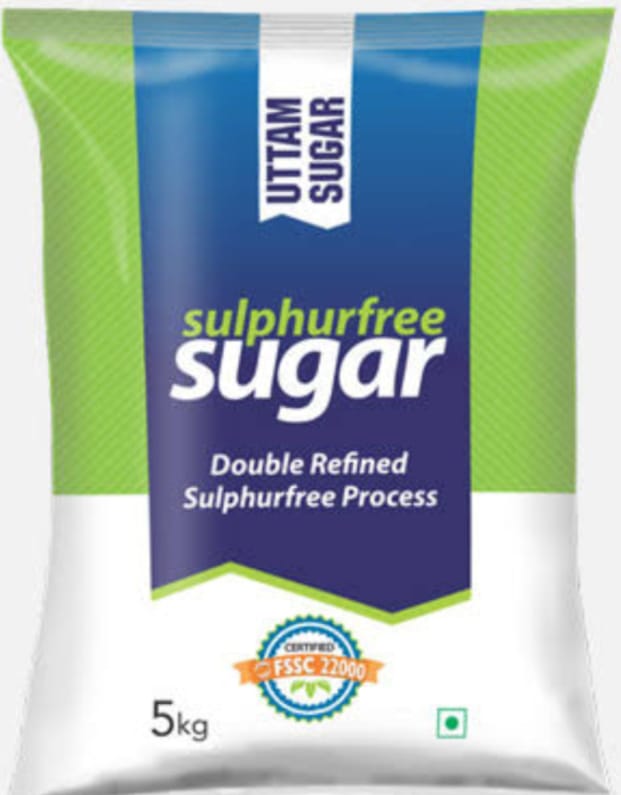 UTTAM
SUGAR
sulphurfree
sugar
Double Refined
Sulphurfree Process
CERTIFIED
FSSC 22000
5kg